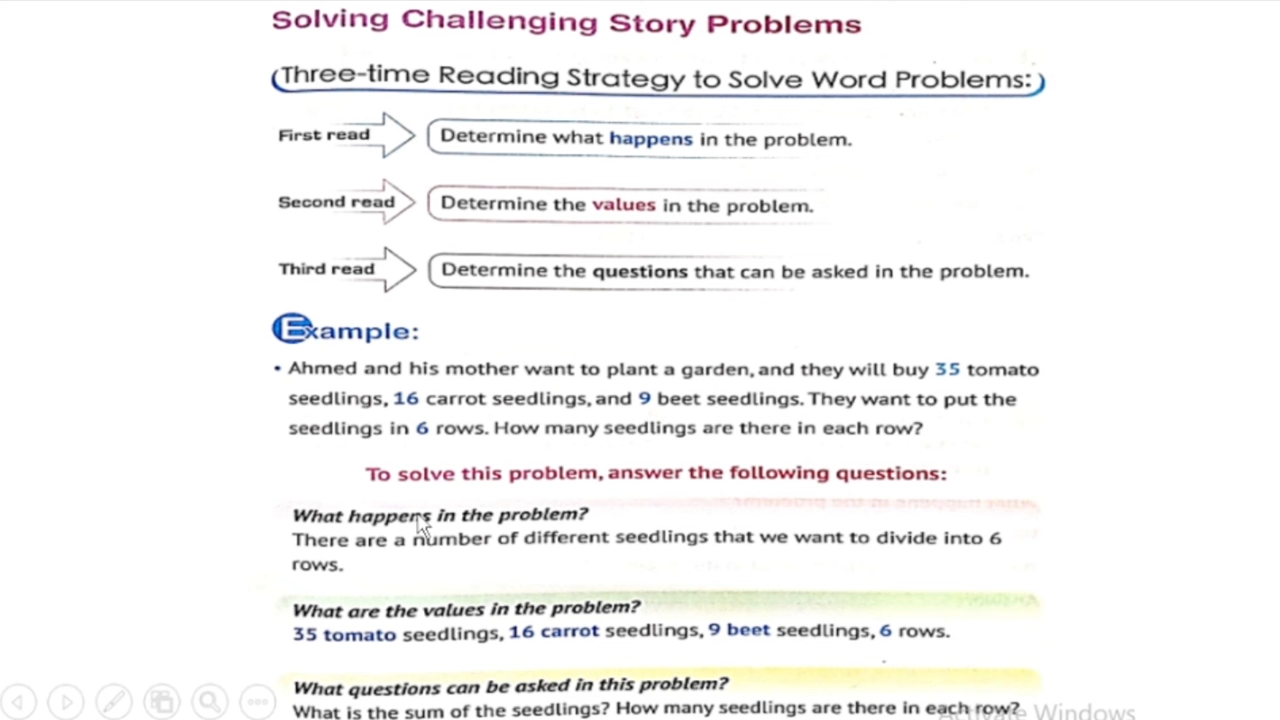 Solving Challenging Story Problems
Three-time Reading Strategy to Solve Word Problems:
First read Determine what happens in the problem.
Second read Determine the values in the problem.
Third read Determine the questions that can be asked in the problem.
Example:
• Ahmed and his mother want to plant a garden, and they will buy 35 tomato
seedlings, 16 carrot seedlings, and 9 beet seedlings. They want to put the
seedlings in 6 rows. How many seedlings are there in each row?
To solve this problem, answer the following questions:
What happens in the problem?
There are a number of different seedlings that we want to divide into 6
rows.
What are the values in the problem?
35 tomato seedlings, 16 carrot seedlings, 9 beet seedlings, 6 rows.
What questions can be asked in this problem?
What is the sum of the seedlings? How many seedlings are there in each row?
Activate Windows